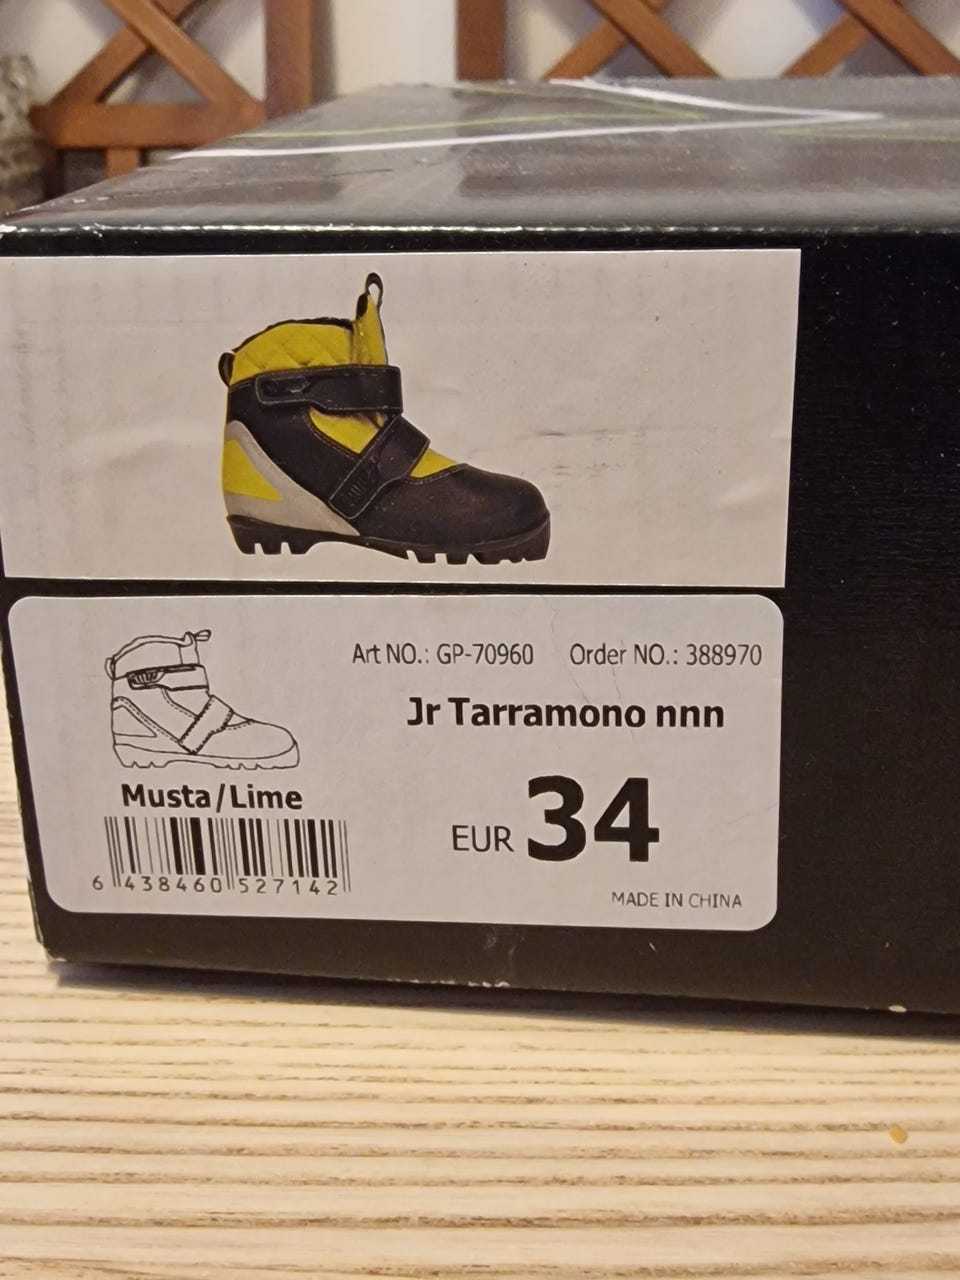 Art NO.: GP-70960 Order NO.: 388970
Jr Tarramono nnn
Musta/Lime
EUR 34
6 438460 527142
MADE IN CHINA